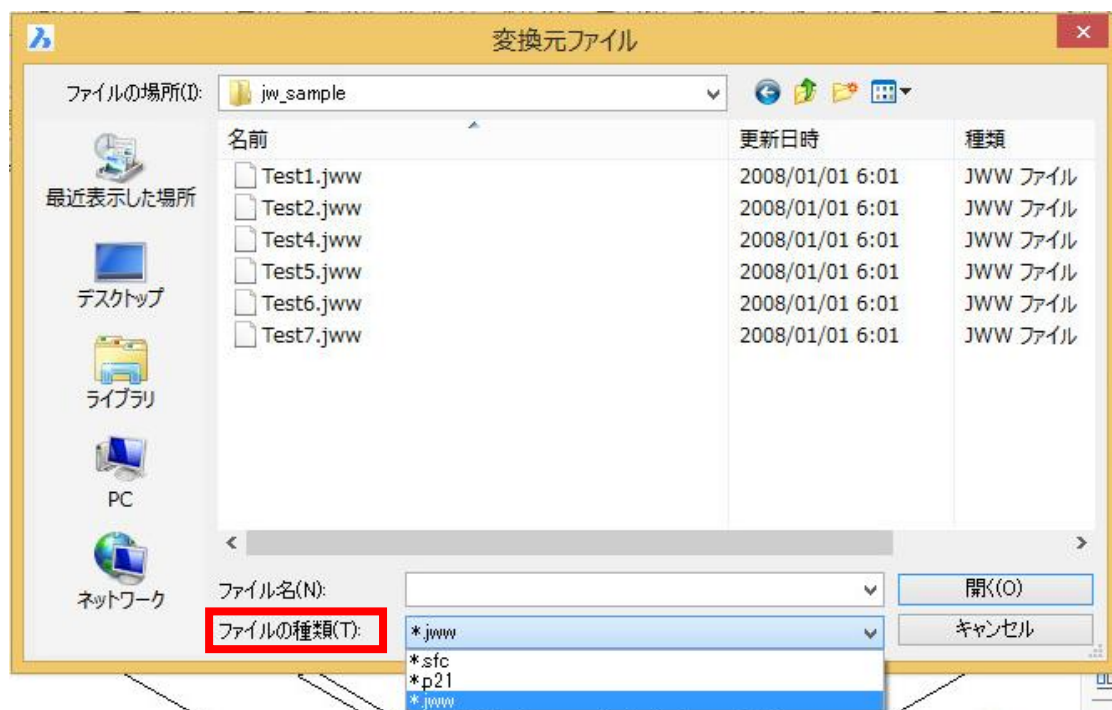 変換元ファイル
ファイルの場所(I): jw_sample
名前 更新日時 種類
Test1.jww 2008/01/01 6:01 JWW ファイル
Test2.jww 2008/01/01 6:01 JWW ファイル
Test4.jww 2008/01/01 6:01 JWW ファイル
Test5.jww 2008/01/01 6:01 JWW ファイル
Test6.jww 2008/01/01 6:01 JWW ファイル
Test7.jww 2008/01/01 6:01 JWW ファイル
最近表示した場所
デスクトップ
ライブラリ
PC
ネットワーク
ファイル名(N): 開く(O)
ファイルの種類(T): *.jww キャンセル
*.sfc
*.p21
*.jww